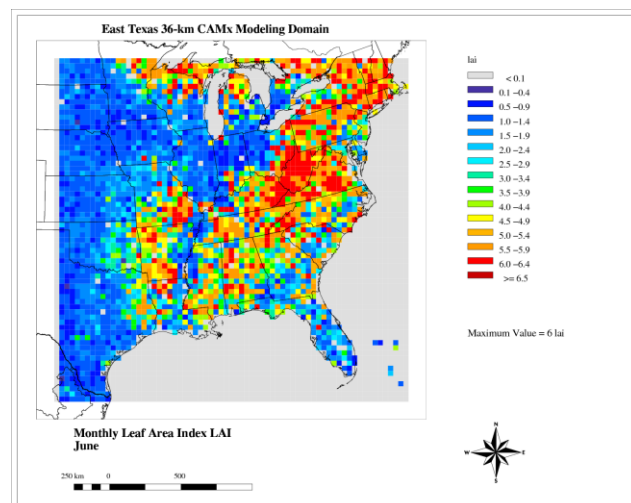 East Texas 36-km CAMx Modeling Domain
lai
< 0.1
0.1 –0.4
0.5 –0.9
1.0 –1.4
1.5 –1.9
2.0 –2.4
2.5 –2.9
3.0 –3.4
3.5 –3.9
4.0 –4.4
4.5 –4.9
5.0 –5.4
5.5 –5.9
6.0 –6.4
>= 6.5
Maximum Value = 6 lai
Monthly Leaf Area Index LAI
June
250 km 0 500
N
W E
S